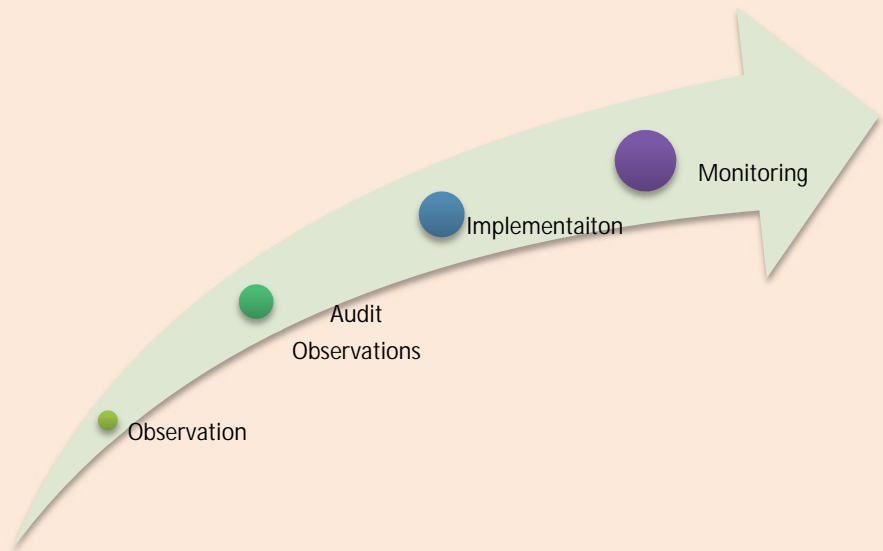 Monitoring
Implementaiton
Audit
Observations
Observation